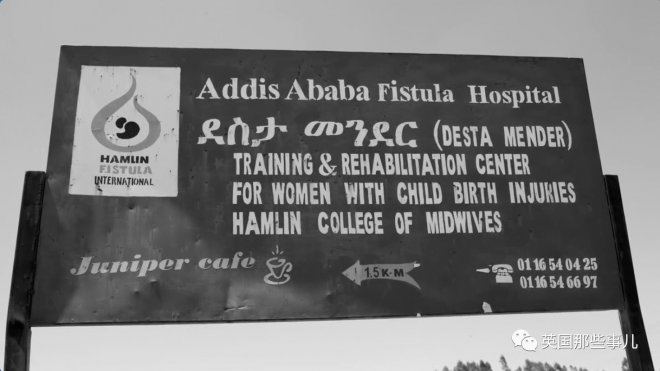 Addis Ababa Fistula Hospital
ደስታ መንደር (DESTA MENDER)
TRAINING & REHABILITATION CENTER
FOR WOMEN WITH CHILD BIRTH INJURIES
HAMLIN COLLEGE OF MIDWIVES
HAMLIN
FISTULA
INTERNATIONAL
Juniper cafe
1.5 K-M
01 16 54 04 25
01 16 54 66 97
英国那些事儿